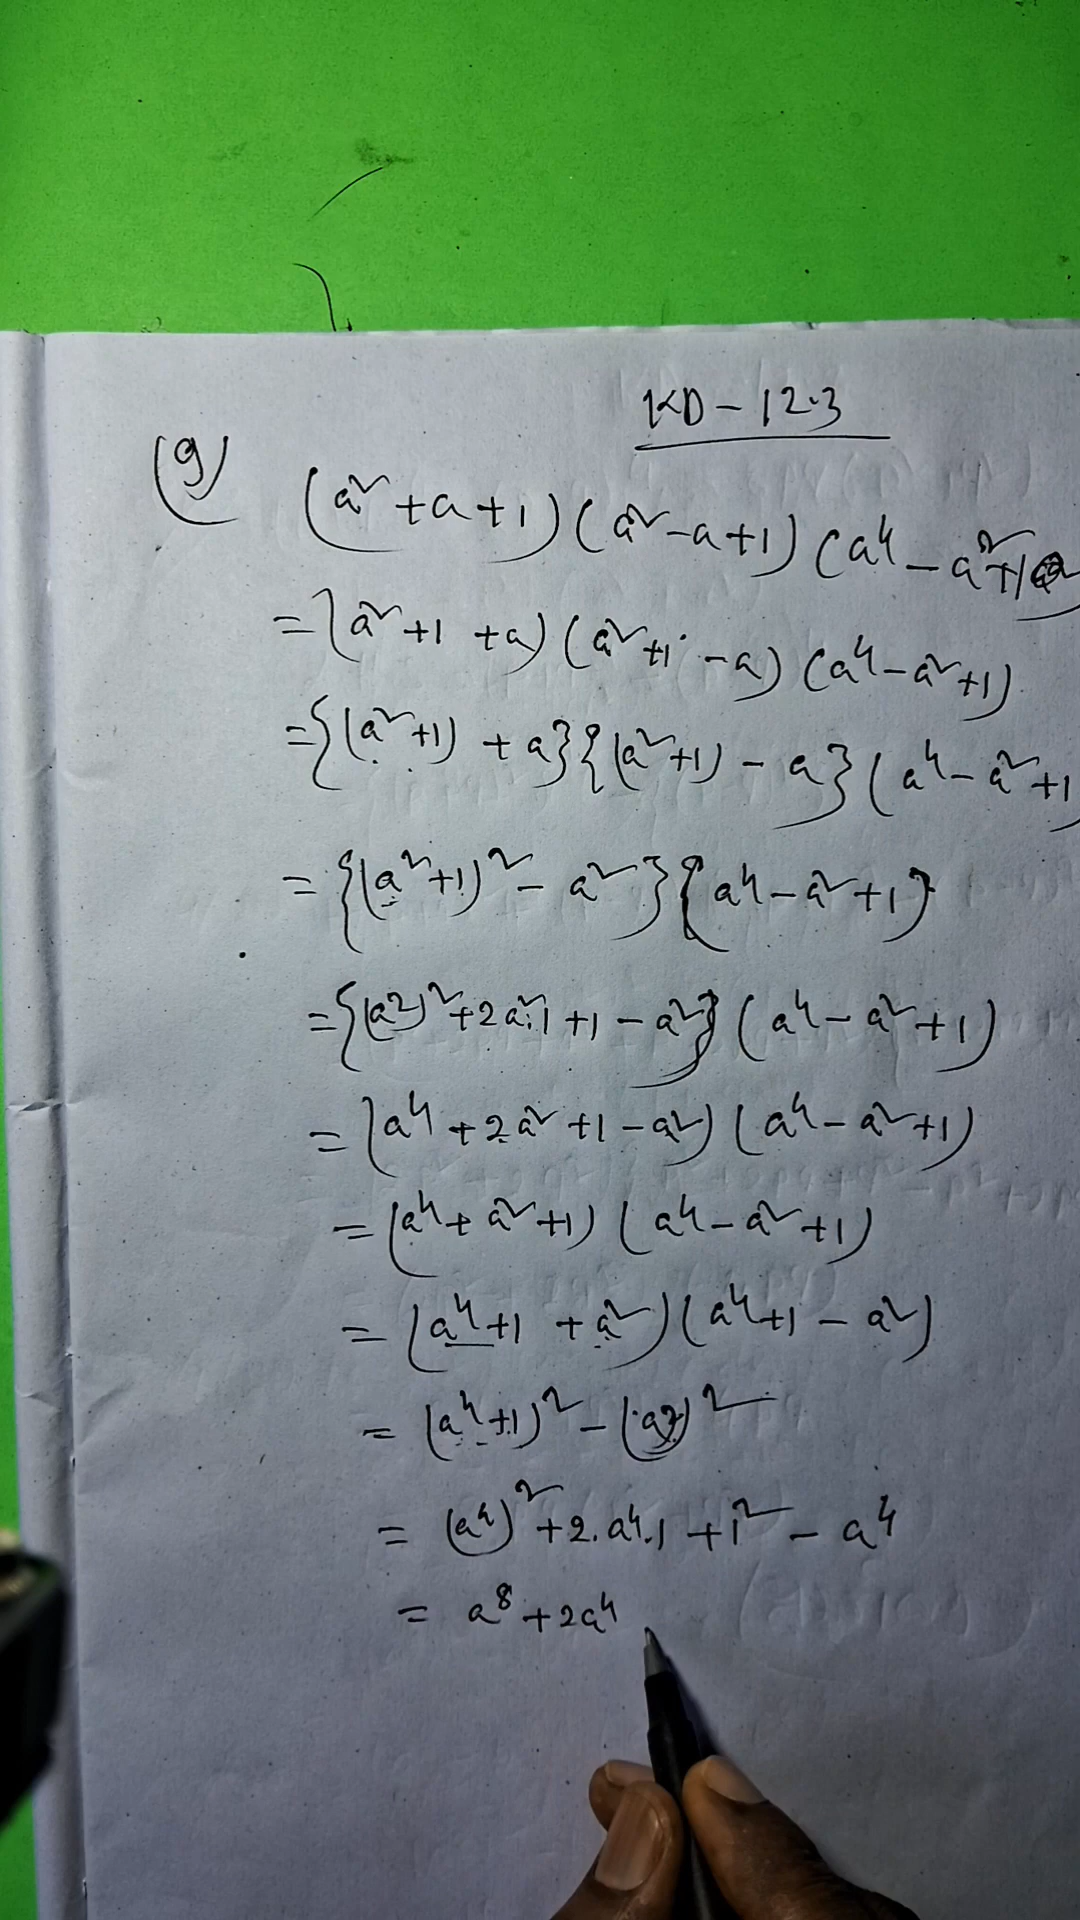 KD - 12.3
(9) (a²+a+1)(a²-a+1)(a⁴-a²+1)
=(a²+1 +a)(a²+1 -a)(a⁴-a²+1)
={(a²+1) +a}{(a²+1) - a}(a⁴-a²+1
={(a²+1)² - a²}{a⁴-a²+1}
={(a²)²+2a².1+1-a²}(a⁴-a²+1)
=(a⁴+2a²+1-a²)(a⁴-a²+1)
=(a⁴+a²+1)(a⁴-a²+1)
=(a⁴+1 +a²)(a⁴+1-a²)
=(a⁴+1)²-(a²)²
=(a⁴)²+2.a⁴.1+1²-a⁴
= a⁸+2a⁴